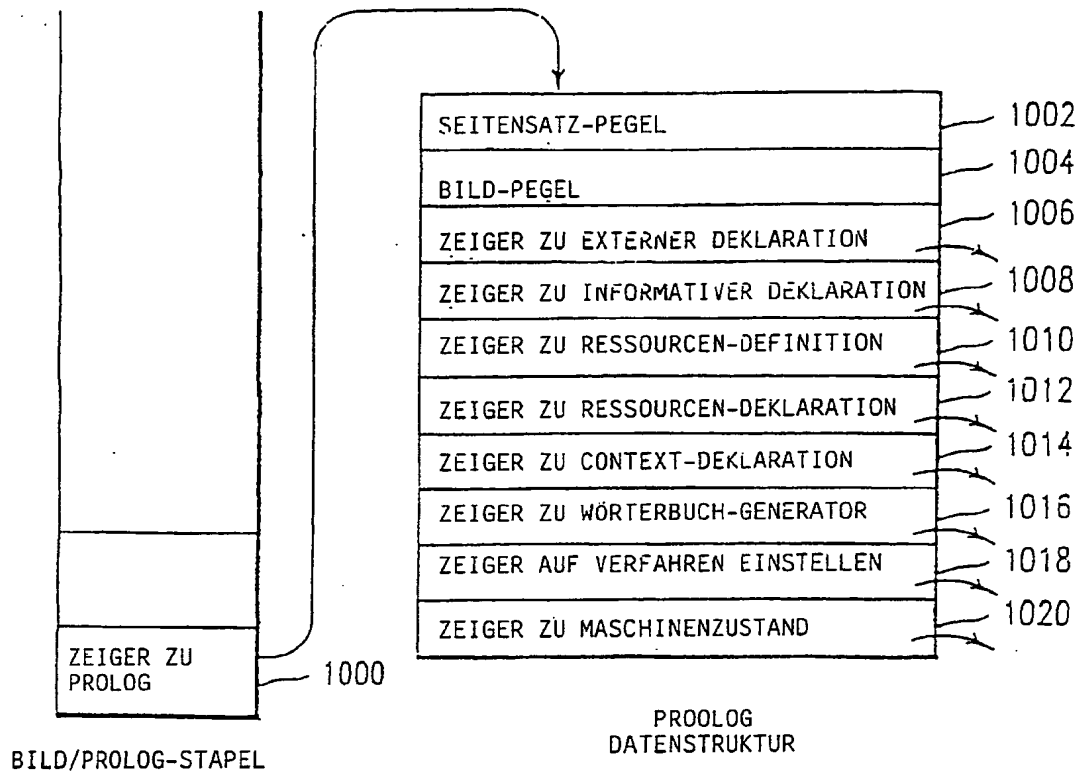 SEITENSATZ-PEGEL 1002
BILD-PEGEL 1004
ZEIGER ZU EXTERNER DEKLARATION 1006
ZEIGER ZU INFORMATIVER DEKLARATION 1008
ZEIGER ZU RESSOURCEN-DEFINITION 1010
ZEIGER ZU RESSOURCEN-DEKLARATION 1012
ZEIGER ZU CONTEXT-DEKLARATION 1014
ZEIGER ZU WÖRTERBUCH-GENERATOR 1016
ZEIGER AUF VERFAHREN EINSTELLEN 1018
ZEIGER ZU MASCHINENZUSTAND 1020
ZEIGER ZU
PROLOG 1000
PROOLOG
DATENSTRUKTUR
BILD/PROLOG-STAPEL